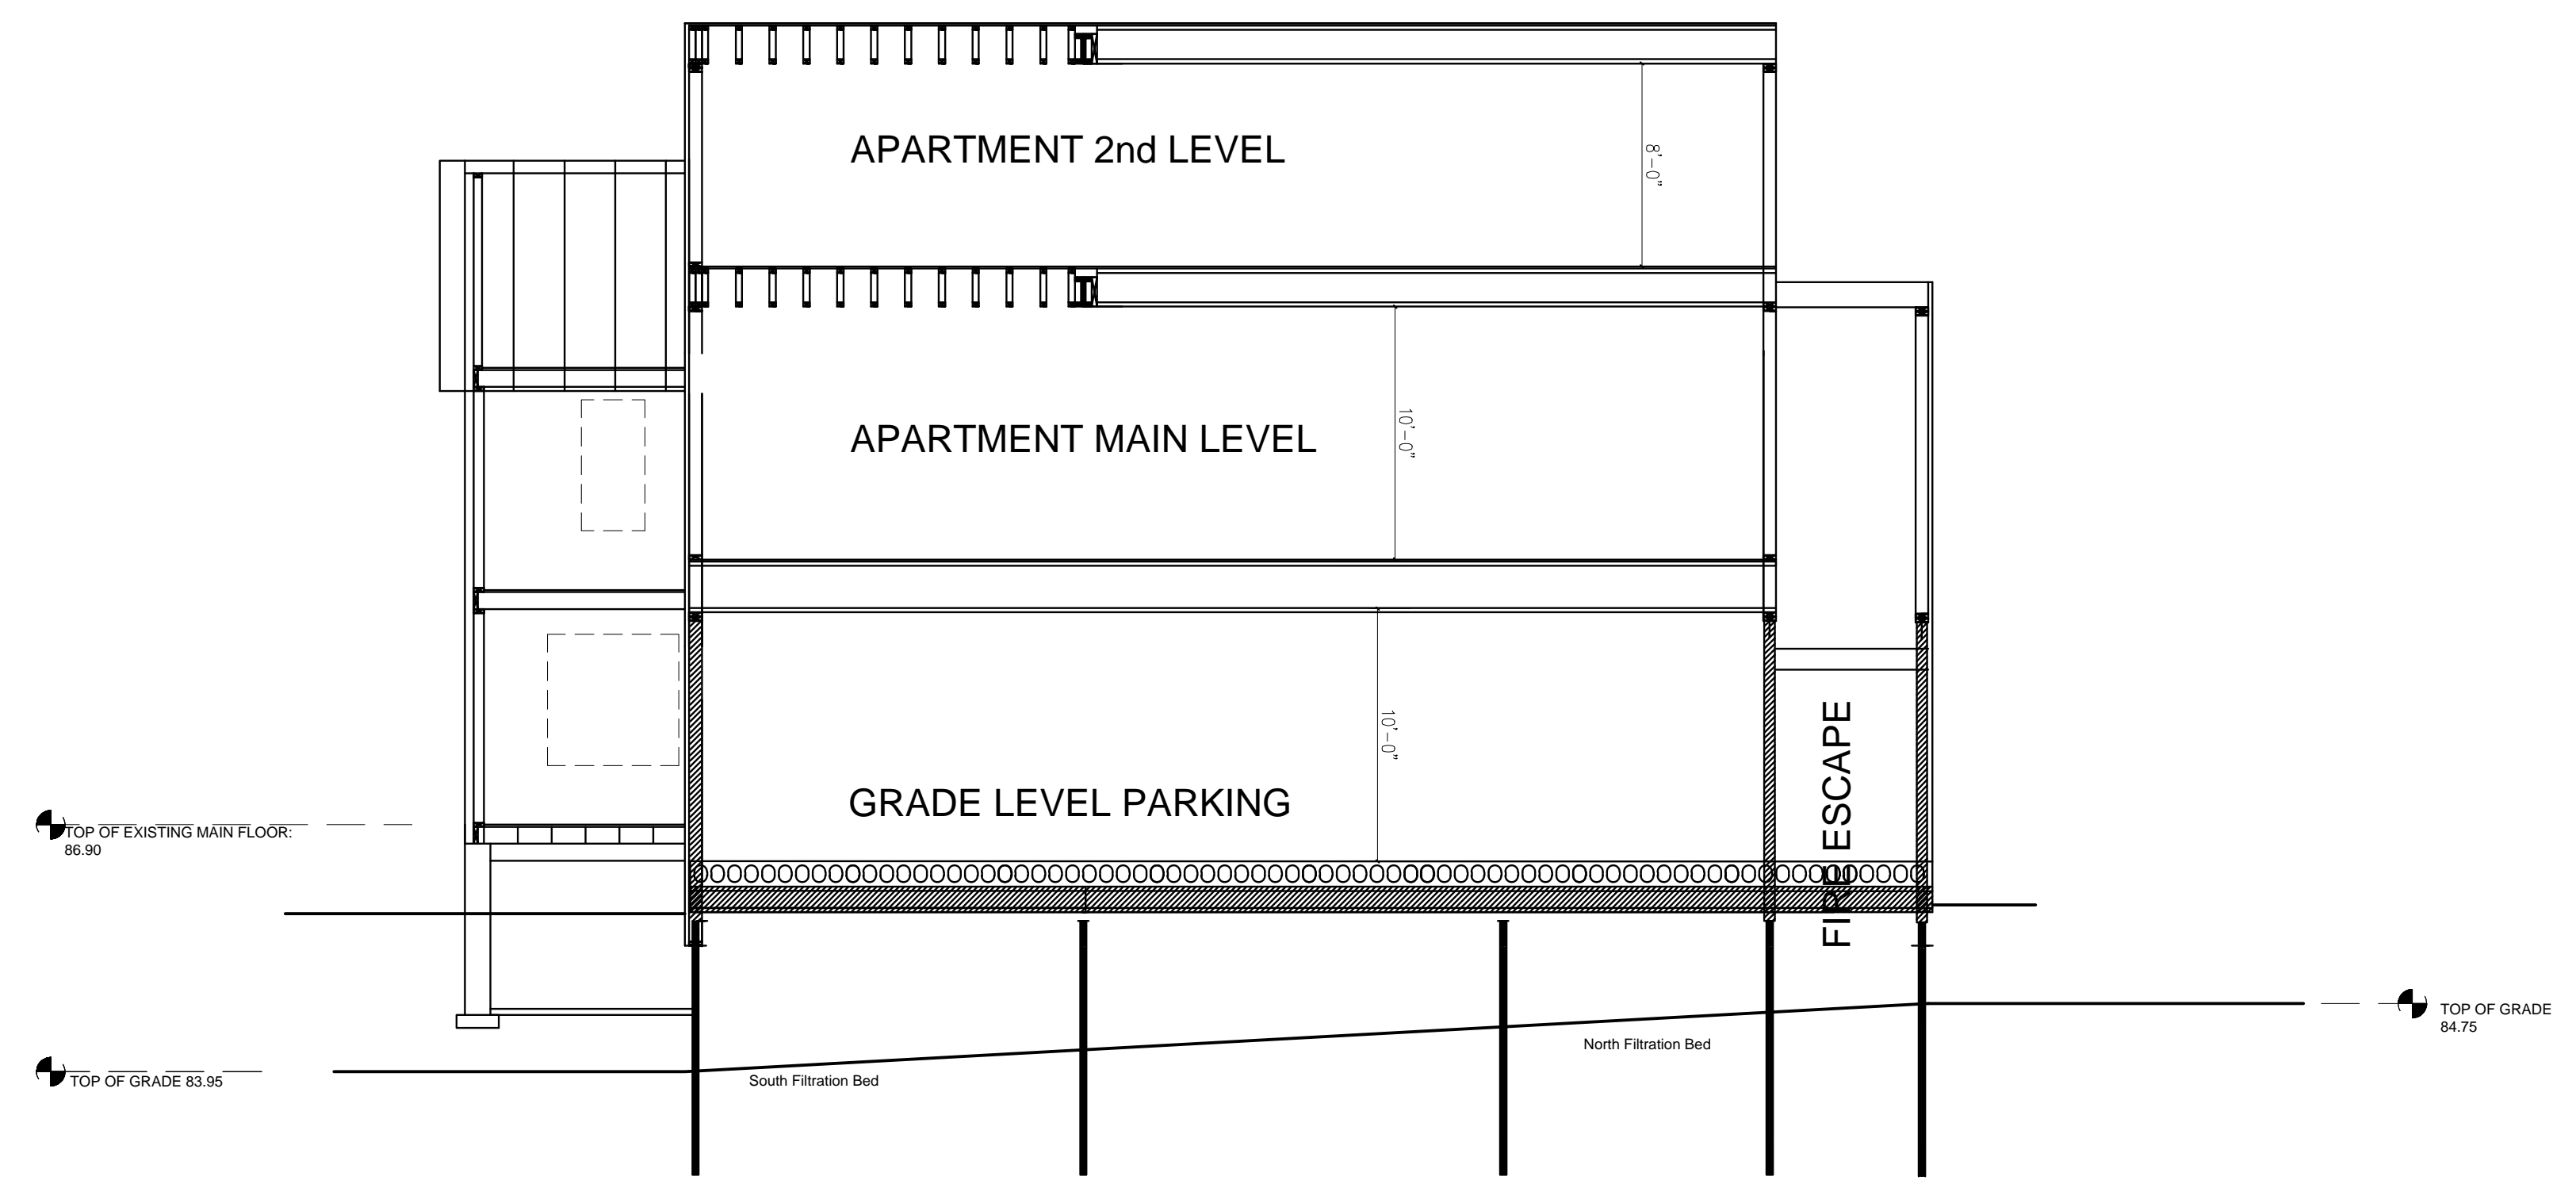 APARTMENT 2nd LEVEL
8'-0"
APARTMENT MAIN LEVEL
10'-0"
10'-0"
GRADE LEVEL PARKING
FIRE ESCAPE
TOP OF EXISTING MAIN FLOOR:
86.90
TOP OF GRADE
84.75
North Filtration Bed
South Filtration Bed
TOP OF GRADE 83.95